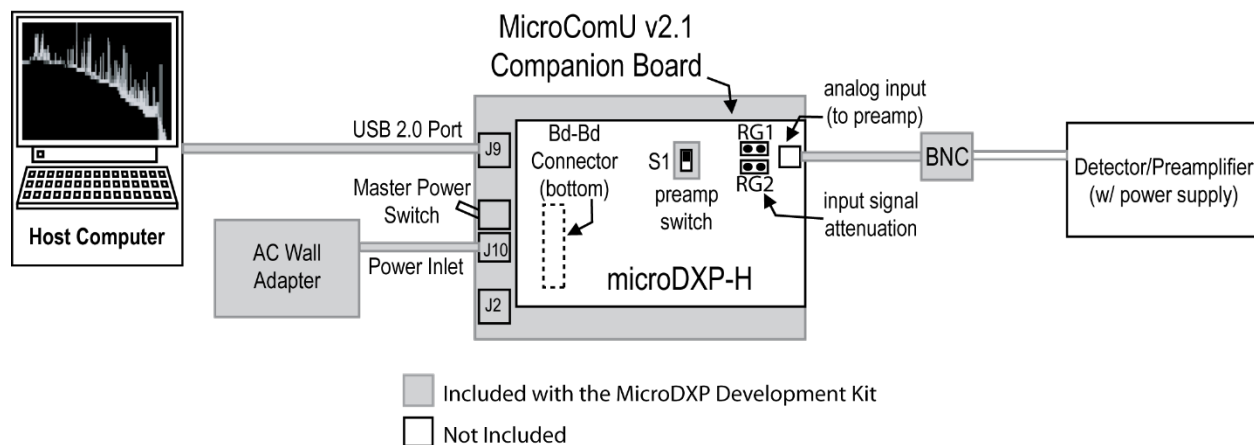 MicroComU v2.1
Companion Board
analog input
(to preamp)
USB 2.0 Port
J9
Bd-Bd
Connector
(bottom)
S1
preamp
switch
RG1
RG2
BNC
Detector/Preamplifier
(w/ power supply)
Master Power
Switch
input signal
attenuation
Host Computer
AC Wall
Adapter
Power Inlet
J10
microDXP-H
J2
Included with the MicroDXP Development Kit
Not Included